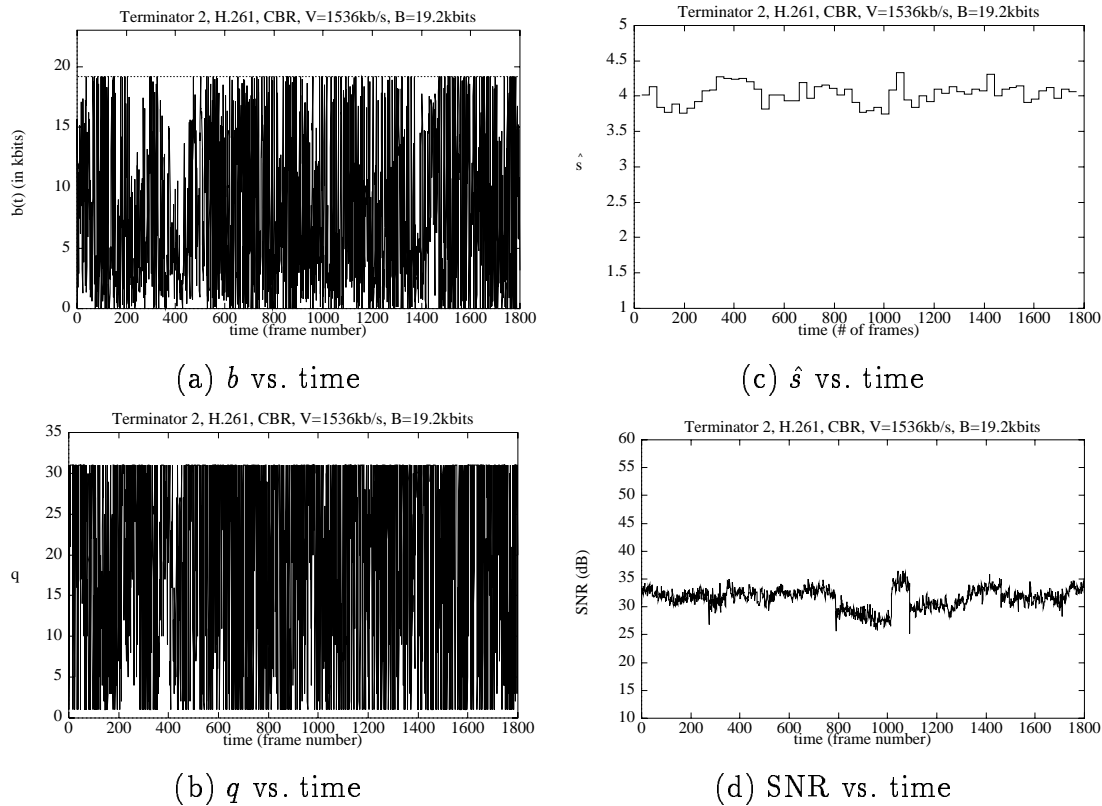 Terminator 2, H.261, CBR, V=1536kb/s, B=19.2kbits
b(t) (in kbits)
20
15
10
5
0
0 200 400 600 800 1000 1200 1400 1600 1800
time (frame number)
(a) b vs. time
Terminator 2, H.261, CBR, V=1536kb/s, B=19.2kbits
ŝ
5
4.5
4
3.5
3
2.5
2
1.5
1
0 200 400 600 800 1000 1200 1400 1600 1800
time (# of frames)
(c) ŝ vs. time
Terminator 2, H.261, CBR, V=1536kb/s, B=19.2kbits
q
35
30
25
20
15
10
5
0
0 200 400 600 800 1000 1200 1400 1600 1800
time (frame number)
(b) q vs. time
Terminator 2, H.261, CBR, V=1536kb/s, B=19.2kbits
SNR (dB)
60
55
50
45
40
35
30
25
20
15
10
0 200 400 600 800 1000 1200 1400 1600 1800
time (frame number)
(d) SNR vs. time